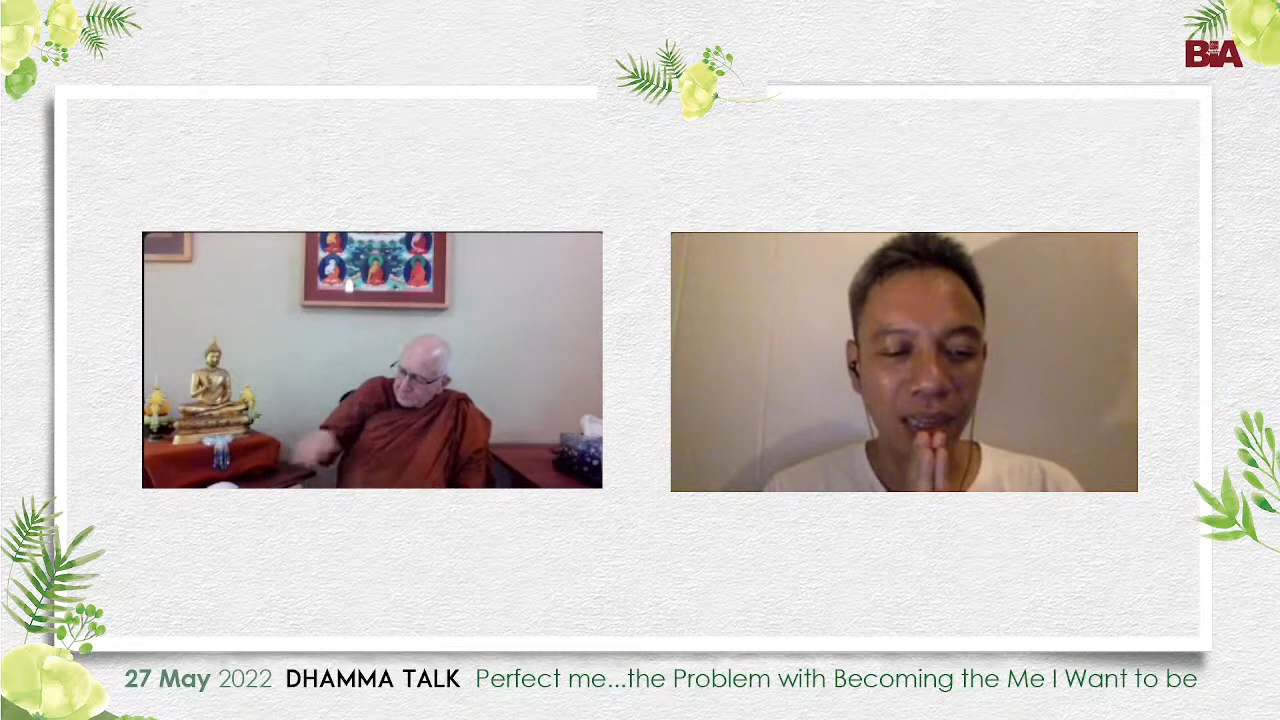 BIA
27 May 2022 DHAMMA TALK Perfect me...the Problem with Becoming the Me I Want to be